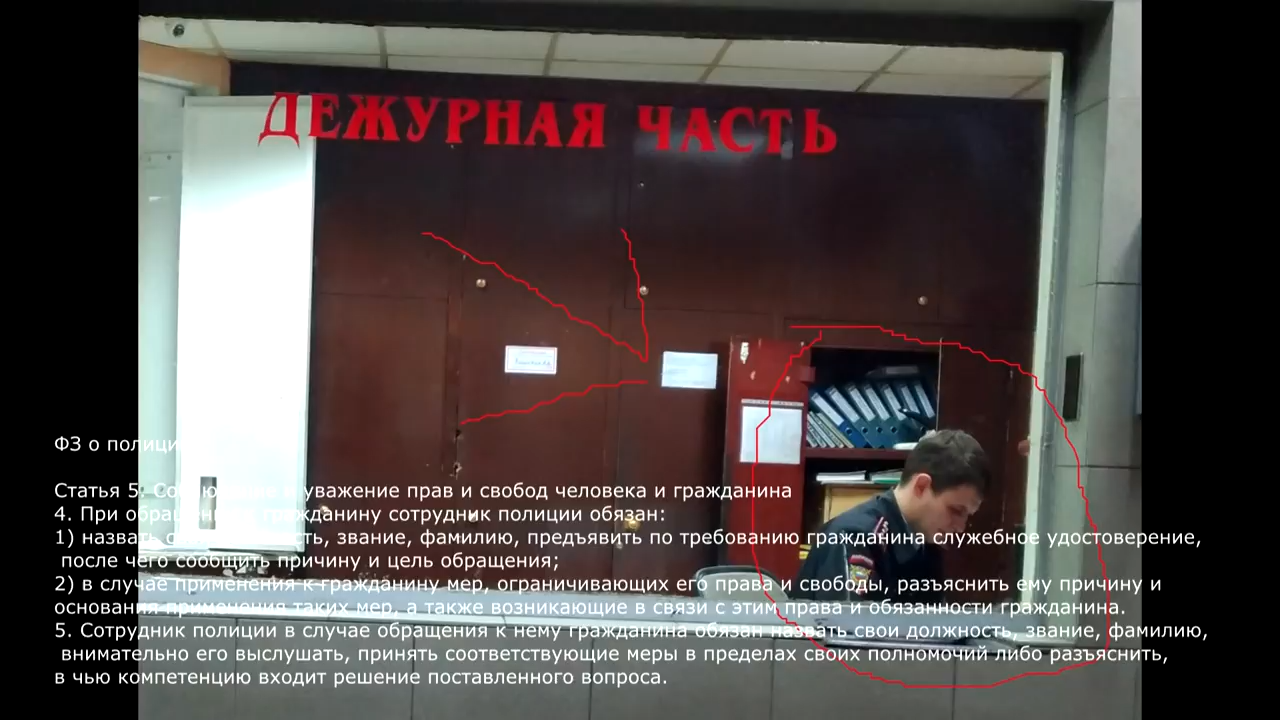 ДЕЖУРНАЯ ЧАСТЬ
ФЗ о полиции
Статья 5. Соблюдение и уважение прав и свобод человека и гражданина
4. При обращении к гражданину сотрудник полиции обязан:
1) назвать свои должность, звание, фамилию, предъявить по требованию гражданина служебное удостоверение,
после чего сообщить причину и цель обращения;
2) в случае применения к гражданину мер, ограничивающих его права и свободы, разъяснить ему причину и
основания применения таких мер, а также возникающие в связи с этим права и обязанности гражданина.
5. Сотрудник полиции в случае обращения к нему гражданина обязан назвать свои должность, звание, фамилию,
внимательно его выслушать, принять соответствующие меры в пределах своих полномочий либо разъяснить,
в чью компетенцию входит решение поставленного вопроса.